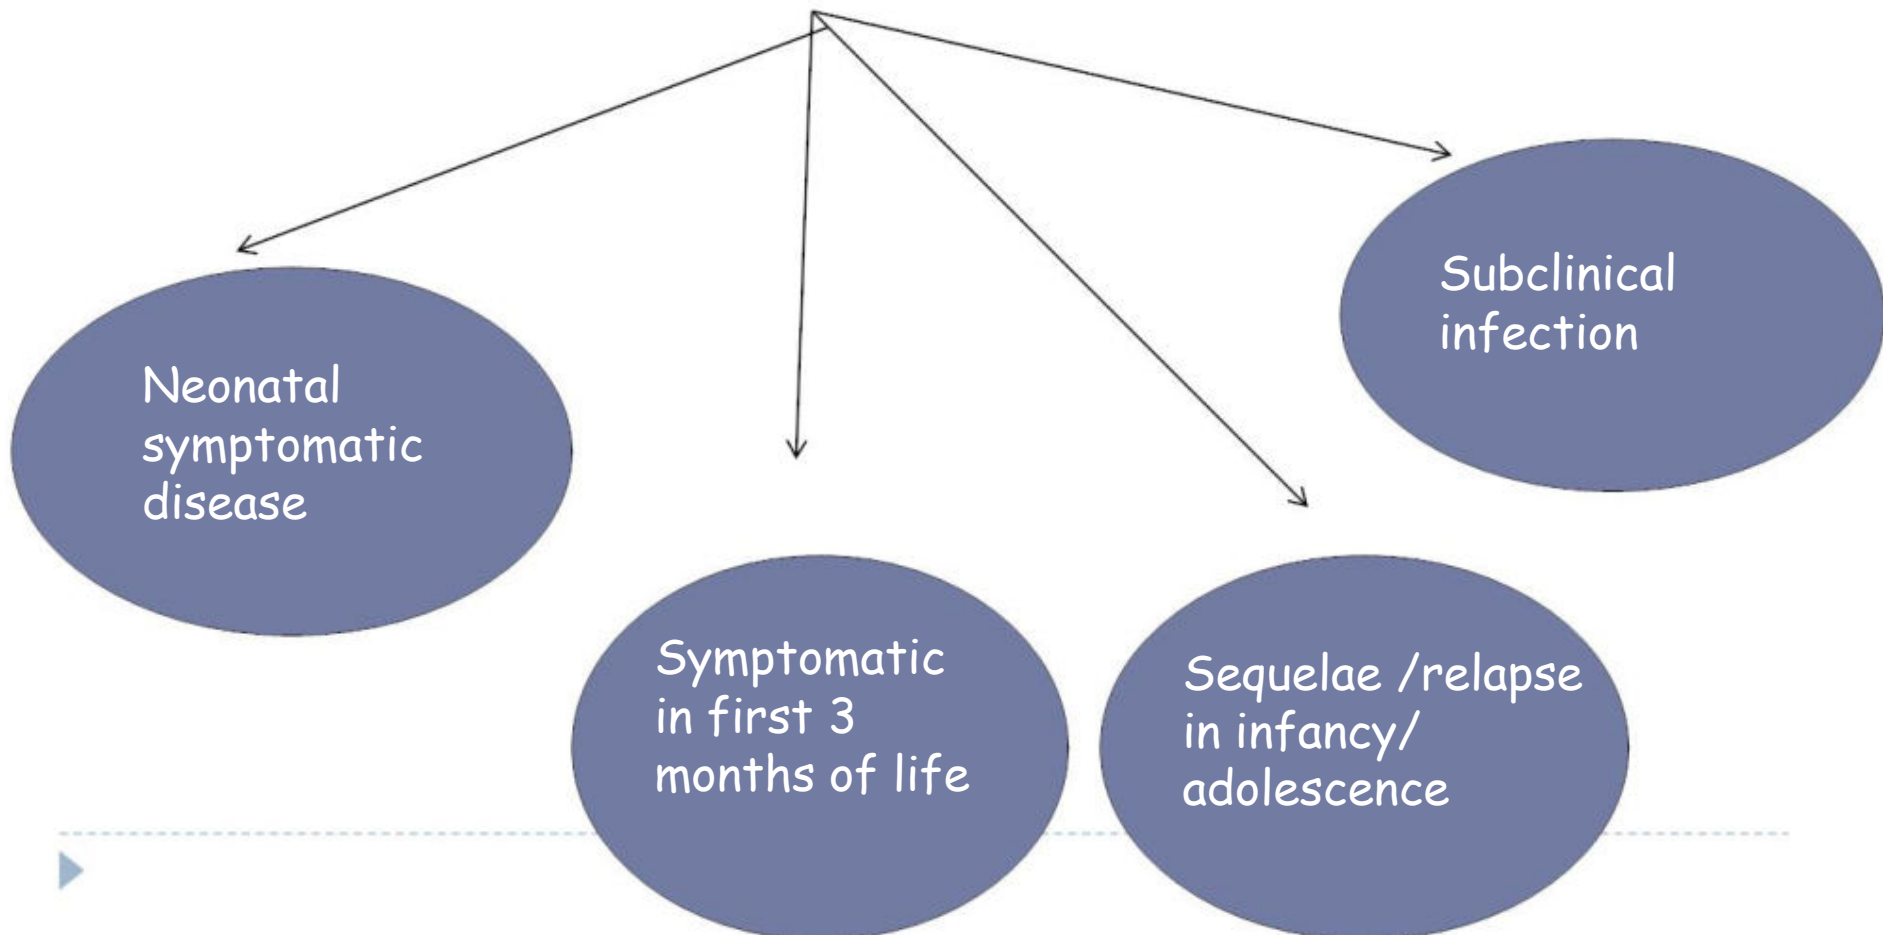 Neonatal
symptomatic
disease
Symptomatic
in first 3
months of life
Sequelae /relapse
in infancy/
adolescence
Subclinical
infection